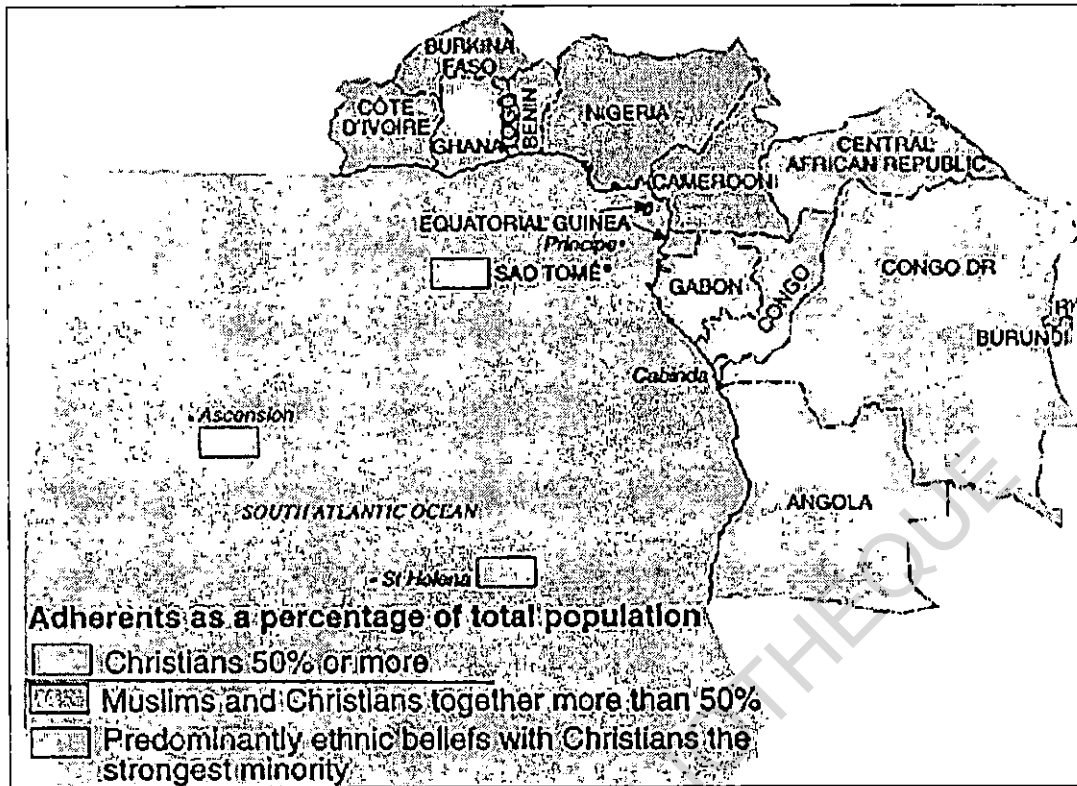 BURKINA
FASO
CÔTE
D'IVOIRE
GHANA
TOGO
BENIN
NIGERIA
CENTRAL
AFRICAN REPUBLIC
CAMEROON
EQUATORIAL GUINEA
Principe
SAO TOMÉ
GABON
CONGO
CONGO DR
BURUNDI
Cabinda
Ascension
ANGOLA
SOUTH ATLANTIC OCEAN
St Helena
Adherents as a percentage of total population
Christians 50% or more
Muslims and Christians together more than 50%
Predominantly ethnic beliefs with Christians the
strongest minority